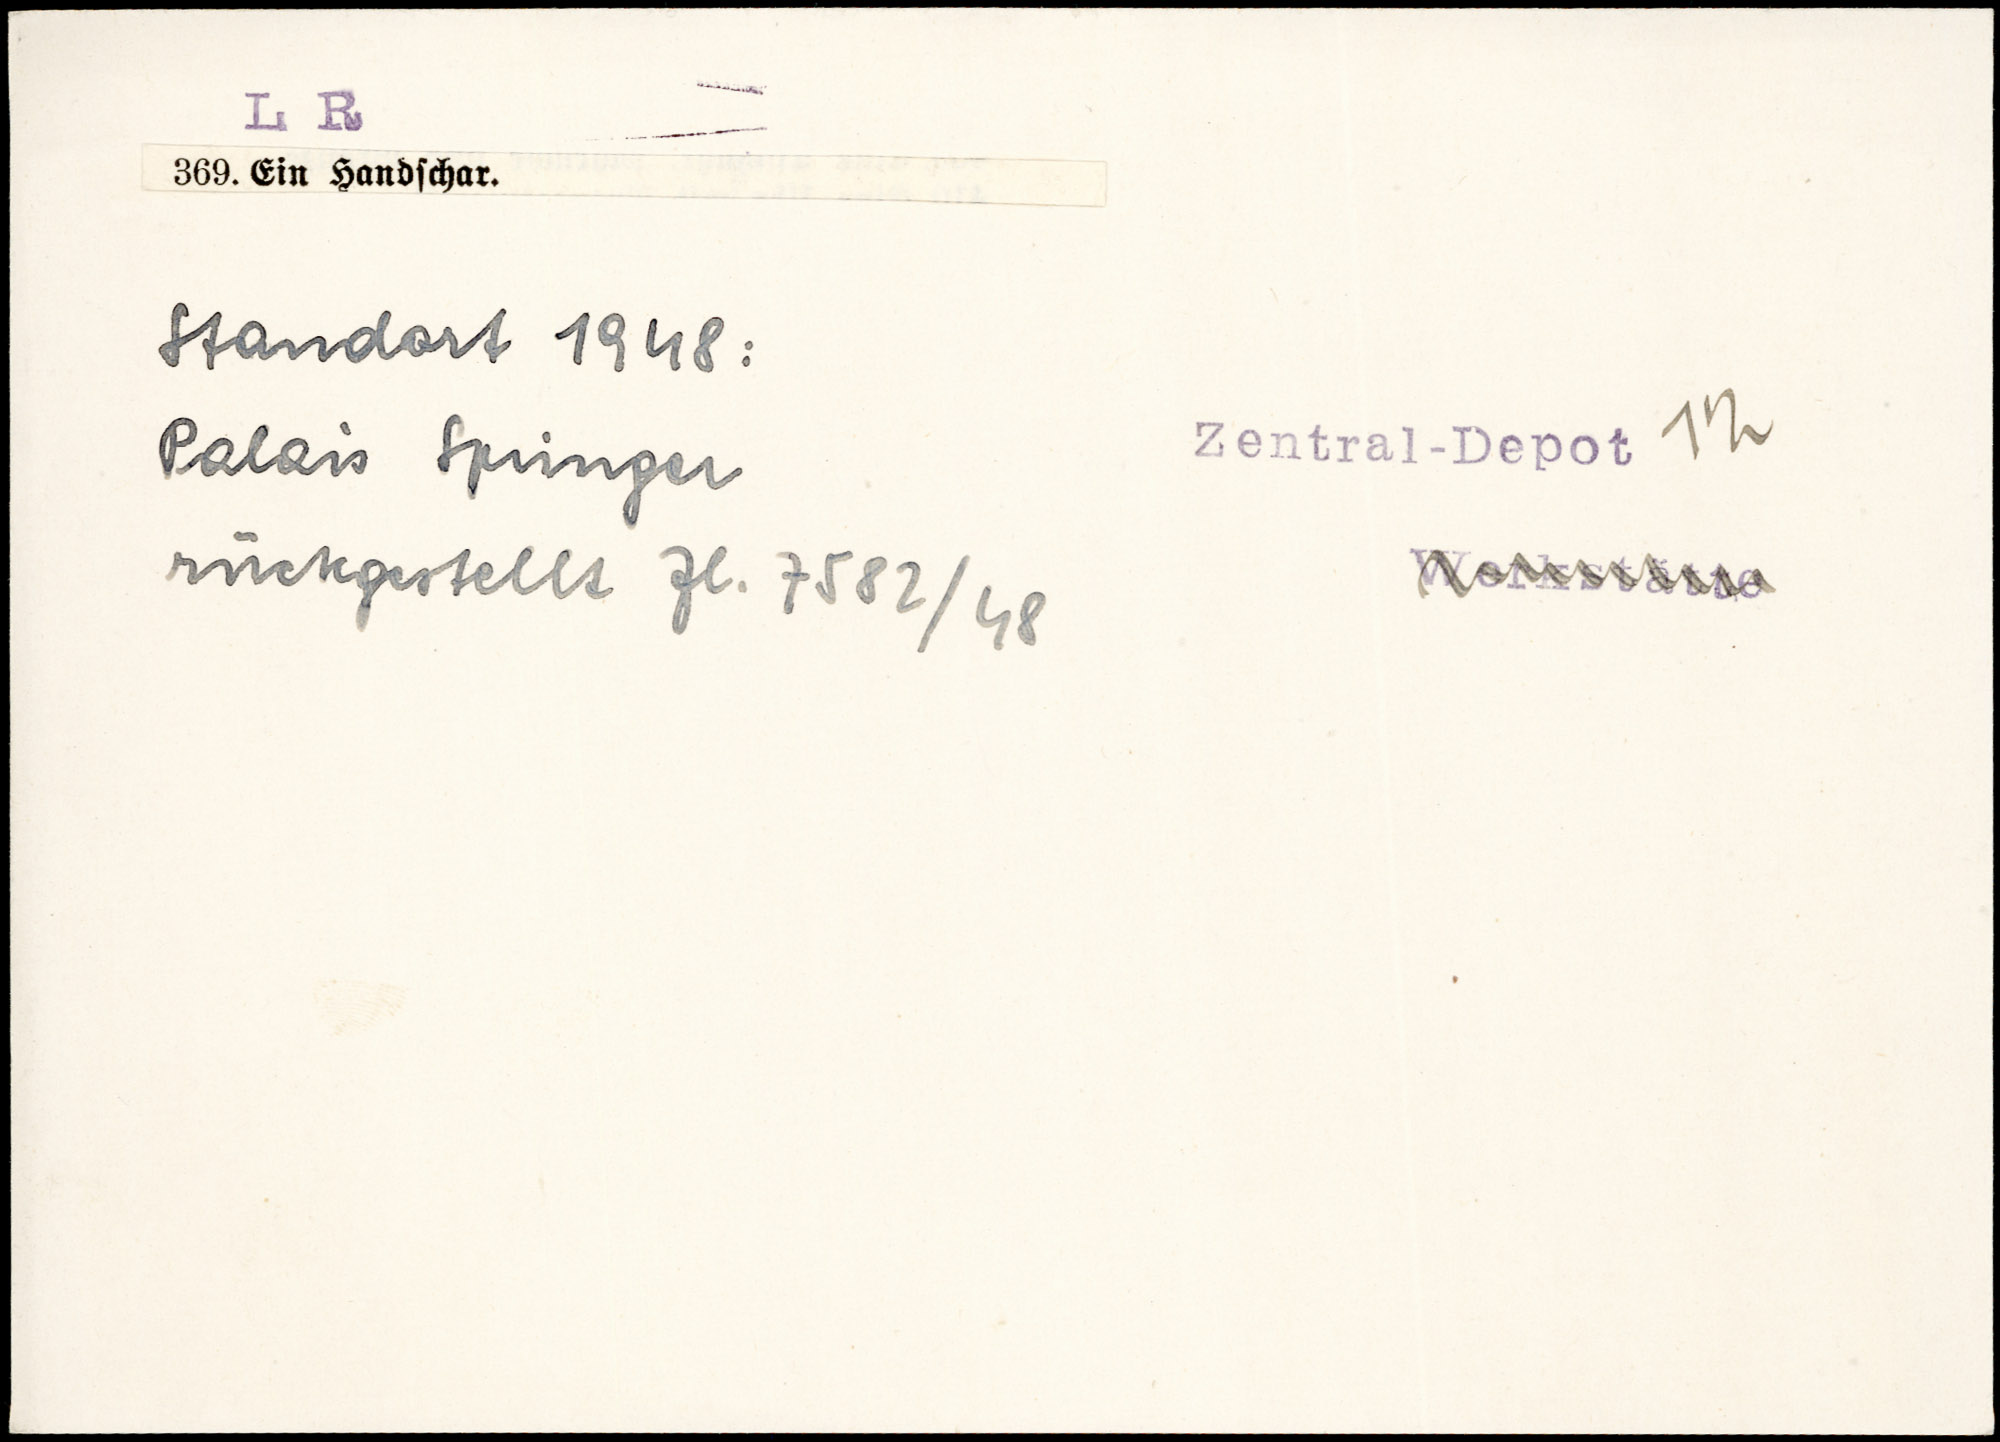 L R
369. Ein Handschar.
Standort 1948:
Palais Springer
Zentral-Depot
rückgestellt Zl. 7582/48
Werkstätte